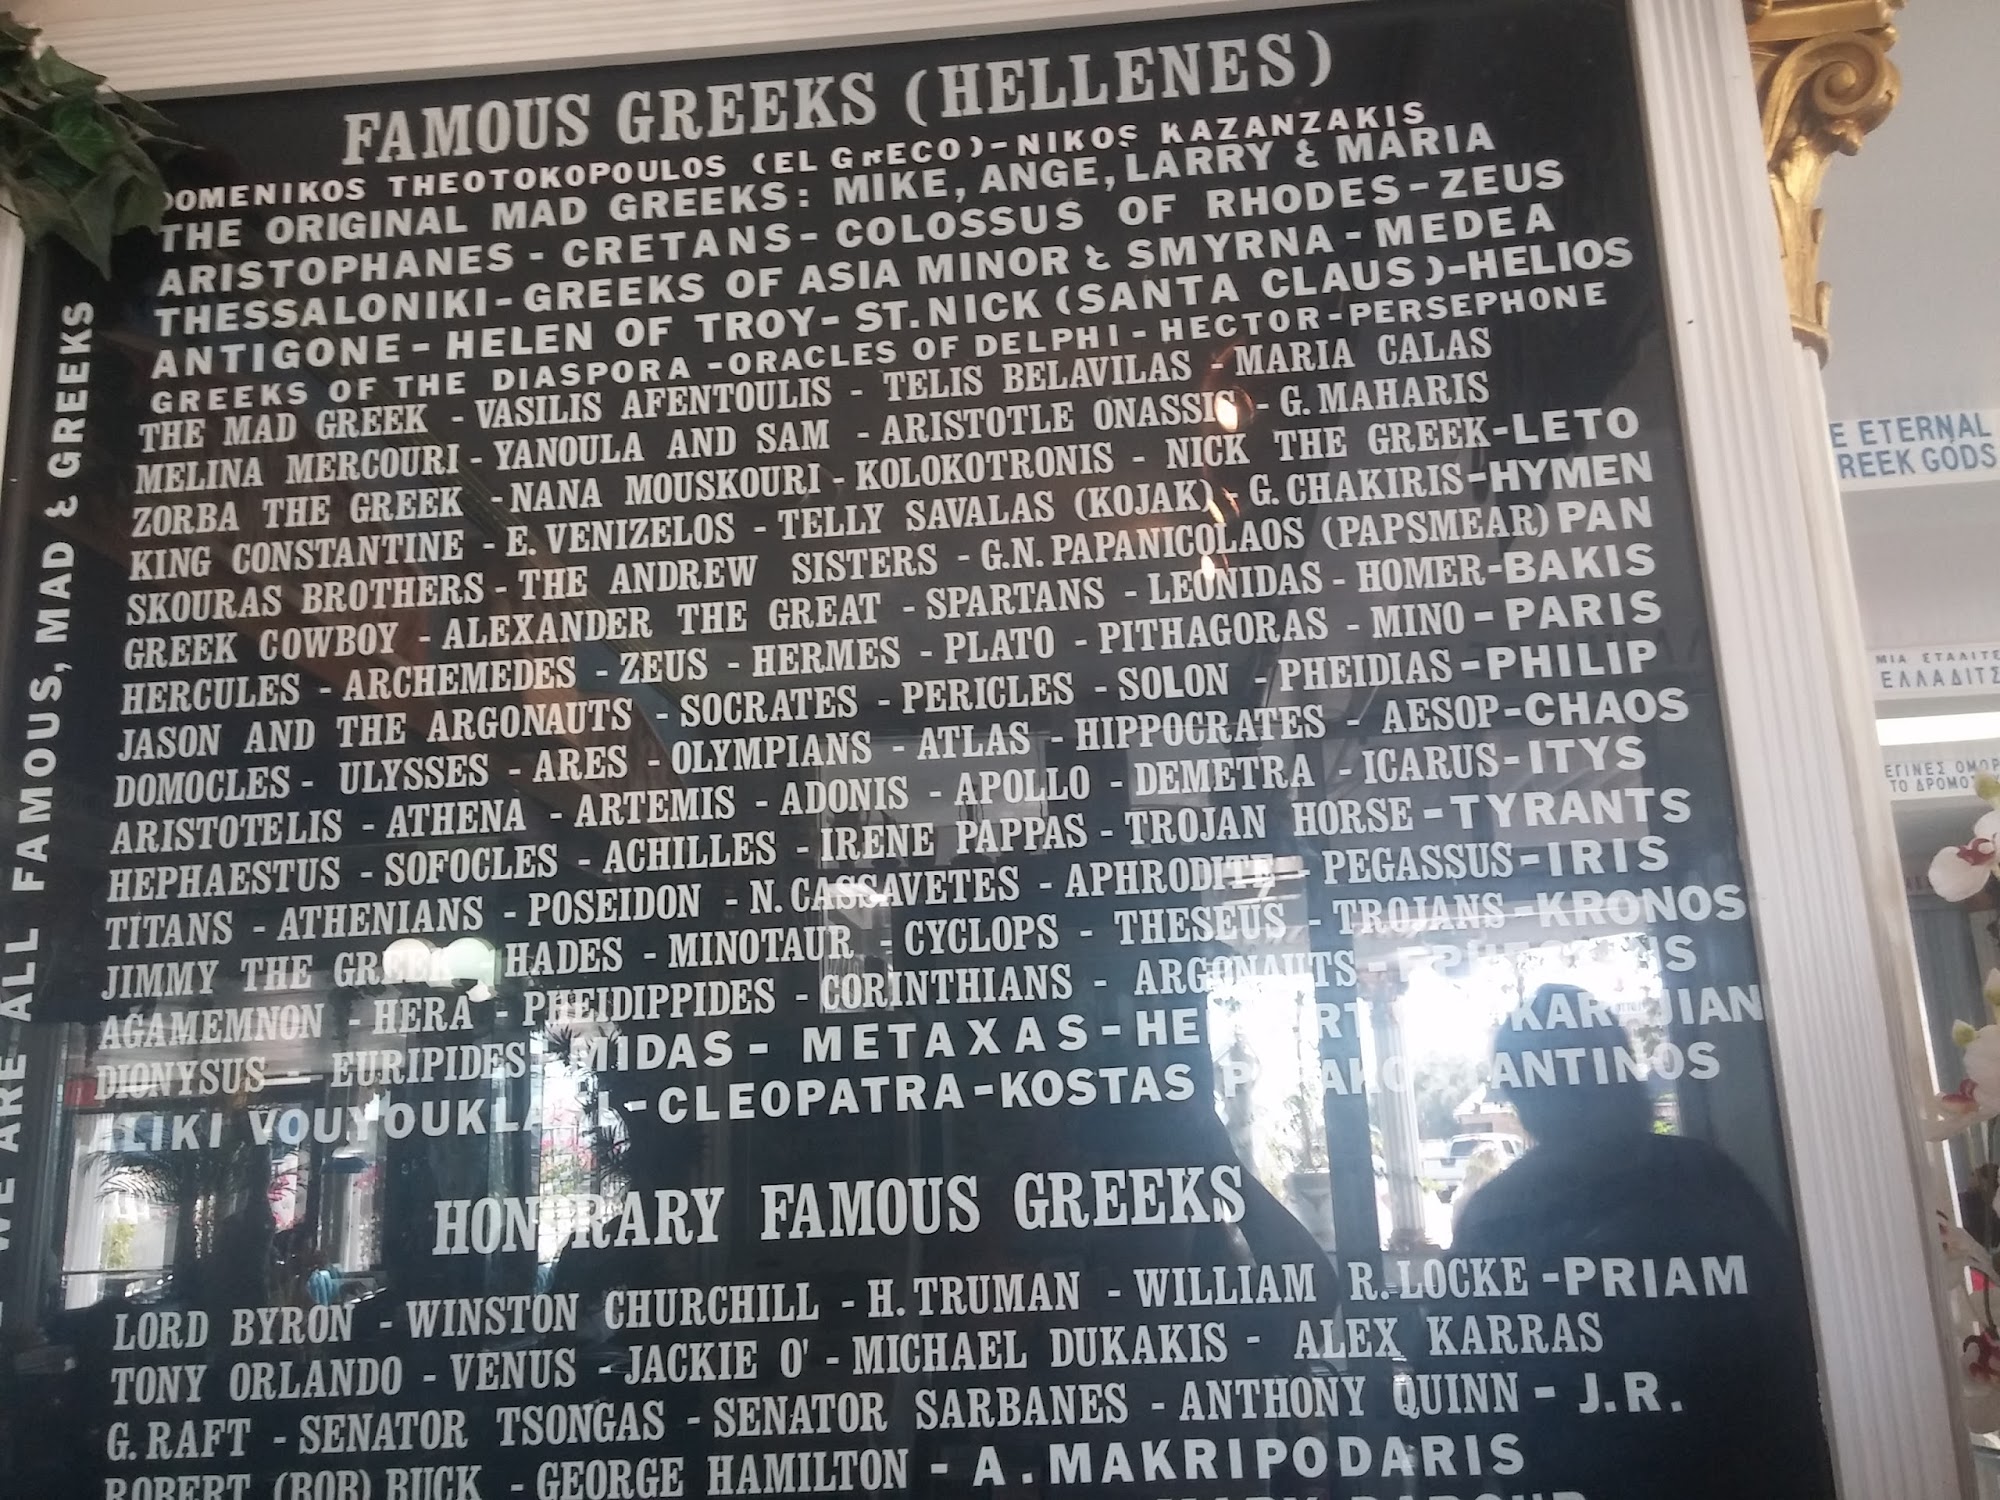 FAMOUS GREEKS (HELLENES)
DOMENIKOS THEOTOKOPOULOS (EL GRECO)-NIKOS KAZANZAKIS
THE ORIGINAL MAD GREEKS: MIKE, ANGE, LARRY & MARIA
ARISTOPHANES - CRETANS - COLOSSUS OF RHODES - ZEUS
THESSALONIKI - GREEKS OF ASIA MINOR & SMYRNA - MEDEA
ANTIGONE - HELEN OF TROY - ST. NICK (SANTA CLAUS) - HELIOS
GREEKS OF THE DIASPORA - ORACLES OF DELPHI - HECTOR - PERSEPHONE
THE MAD GREEK - VASILIS AFENTOULIS - TELIS BELAVILAS - MARIA CALAS
MELINA MERCOURI - YANOULA AND SAM - ARISTOTLE ONASSIS - G. MAHARIS
ZORBA THE GREEK - NANA MOUSKOURI - KOLOKOTRONIS - NICK THE GREEK - LETO
KING CONSTANTINE - E. VENIZELOS - TELLY SAVALAS (KOJAK) - G. CHAKIRIS - HYMEN
SKOURAS BROTHERS - THE ANDREW SISTERS - G.N. PAPANICOLAOS (PAPSMEAR) PAN
GREEK COWBOY - ALEXANDER THE GREAT - SPARTANS - LEONIDAS - HOMER - BAKIS
HERCULES - ARCHEMEDES - ZEUS - HERMES - PLATO - PITHAGORAS - MINO - PARIS
JASON AND THE ARGONAUTS - SOCRATES - PERICLES - SOLON - PHEIDIAS - PHILIP
DOMOCLES - ULYSSES - ARES - OLYMPIANS - ATLAS - HIPPOCRATES - AESOP - CHAOS
ARISTOTELIS - ATHENA - ARTEMIS - ADONIS - APOLLO - DEMETRA - ICARUS - ITYS
HEPHAESTUS - SOFOCLES - ACHILLES - IRENE PAPPAS - TROJAN HORSE - TYRANTS
TITANS - ATHENIANS - POSEIDON - N. CASSAVETES - APHRODITE - PEGASSUS - IRIS
JIMMY THE GREEK - HADES - MINOTAUR - CYCLOPS - THESEUS - TROJANS - KRONOS
AGAMEMNON - HERA - PHEIDIPPIDES - CORINTHIANS - ARGONAUTS -
DIONYSUS - EURIPIDES - MIDAS - METAXAS -
ALIKI VOUYOUKLAKI - CLEOPATRA - KOSTAS
HONORARY FAMOUS GREEKS
LORD BYRON - WINSTON CHURCHILL - H. TRUMAN - WILLIAM R. LOCKE - PRIAM
TONY ORLANDO - VENUS - JACKIE O' - MICHAEL DUKAKIS - ALEX KARRAS
G. RAFT - SENATOR TSONGAS - SENATOR SARBANES - ANTHONY QUINN - J.R.
ROBERT (BOB) BUCK - GEORGE HAMILTON - A. MAKRIPODARIS
WE ARE ALL FAMOUS, MAD & GREEKS
ETERNAL
GODS
ΜΙΑ
ΕΓΙΝΕΣ
ΤΟ